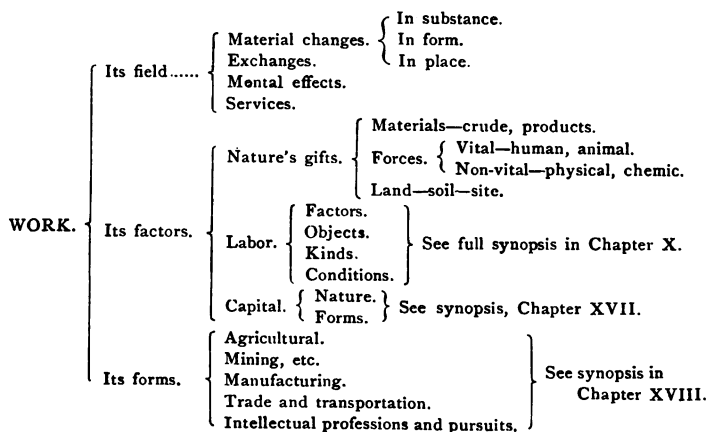 WORK.
Its field......
Material changes.
In substance.
In form.
In place.
Exchanges.
Mental effects.
Services.
Its factors.
Nature's gifts.
Materials—crude, products.
Forces.
Vital—human, animal.
Non-vital—physical, chemic.
Land—soil—site.
Labor.
Factors.
Objects.
Kinds.
Conditions.
See full synopsis in Chapter X.
Capital.
Nature.
Forms.
See synopsis, Chapter XVII.
Its forms.
Agricultural.
Mining, etc.
Manufacturing.
Trade and transportation.
Intellectual professions and pursuits.
See synopsis in
Chapter XVIII.